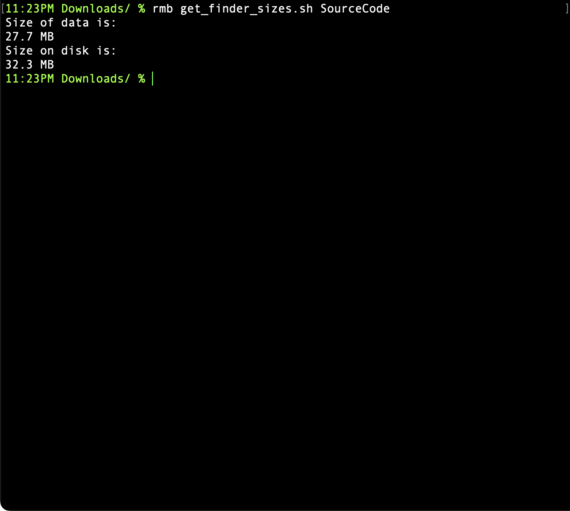 [11:23PM Downloads/ % rmb get_finder_sizes.sh SourceCode ]
Size of data is:
27.7 MB
Size on disk is:
32.3 MB
11:23PM Downloads/ %